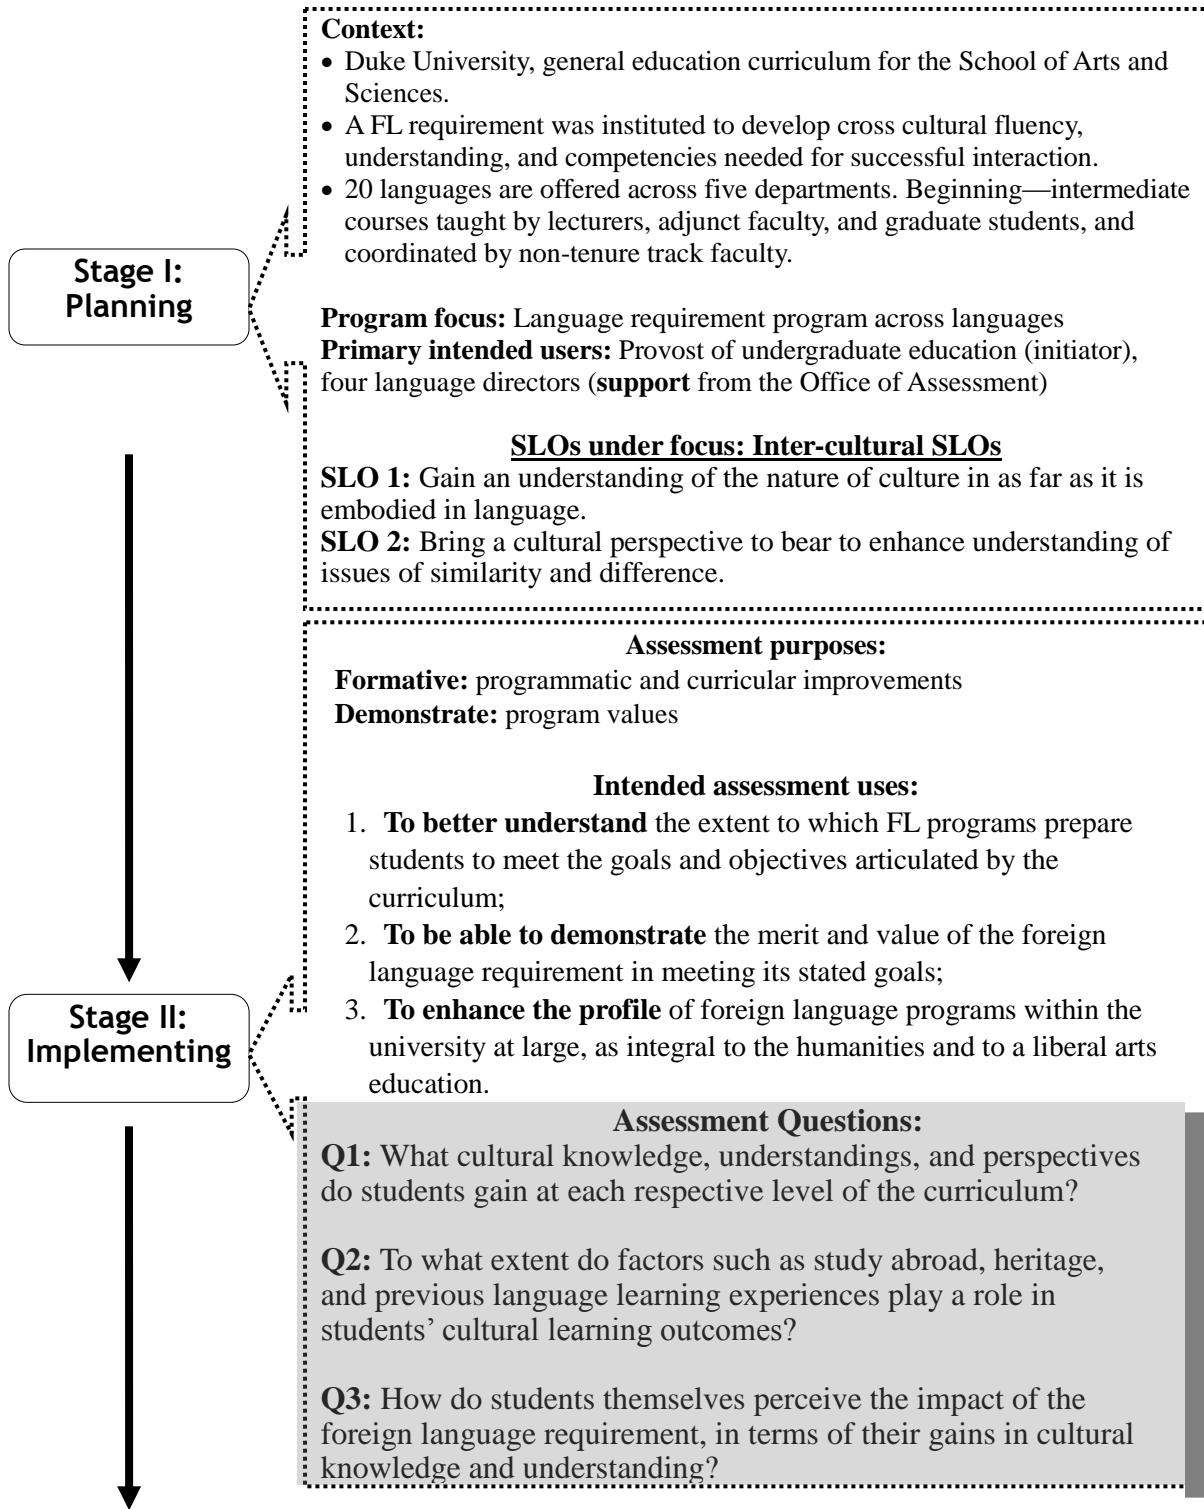 Context:
• Duke University, general education curriculum for the School of Arts and
Sciences.
• A FL requirement was instituted to develop cross cultural fluency,
understanding, and competencies needed for successful interaction.
• 20 languages are offered across five departments. Beginning—intermediate
courses taught by lecturers, adjunct faculty, and graduate students, and
coordinated by non-tenure track faculty.
Stage I:
Planning
Program focus: Language requirement program across languages
Primary intended users: Provost of undergraduate education (initiator),
four language directors (support from the Office of Assessment)
SLOs under focus: Inter-cultural SLOs
SLO 1: Gain an understanding of the nature of culture in as far as it is
embodied in language.
SLO 2: Bring a cultural perspective to bear to enhance understanding of
issues of similarity and difference.
Assessment purposes:
Formative: programmatic and curricular improvements
Demonstrate: program values
Intended assessment uses:
1. To better understand the extent to which FL programs prepare
students to meet the goals and objectives articulated by the
curriculum;
2. To be able to demonstrate the merit and value of the foreign
language requirement in meeting its stated goals;
3. To enhance the profile of foreign language programs within the
university at large, as integral to the humanities and to a liberal arts
education.
Stage II:
Implementing
Assessment Questions:
Q1: What cultural knowledge, understandings, and perspectives
do students gain at each respective level of the curriculum?
Q2: To what extent do factors such as study abroad, heritage,
and previous language learning experiences play a role in
students’ cultural learning outcomes?
Q3: How do students themselves perceive the impact of the
foreign language requirement, in terms of their gains in cultural
knowledge and understanding?